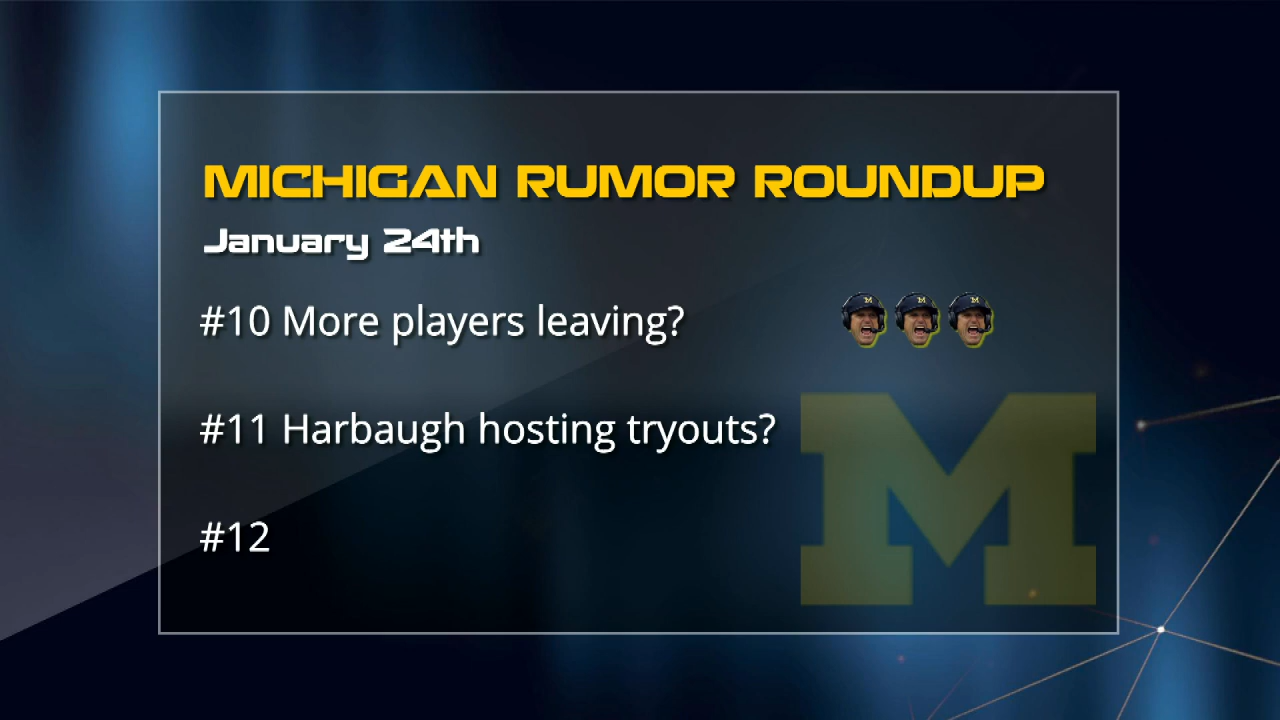 MICHIGAN RUMOR ROUNDUP
January 24th
#10 More players leaving?
#11 Harbaugh hosting tryouts?
#12
M